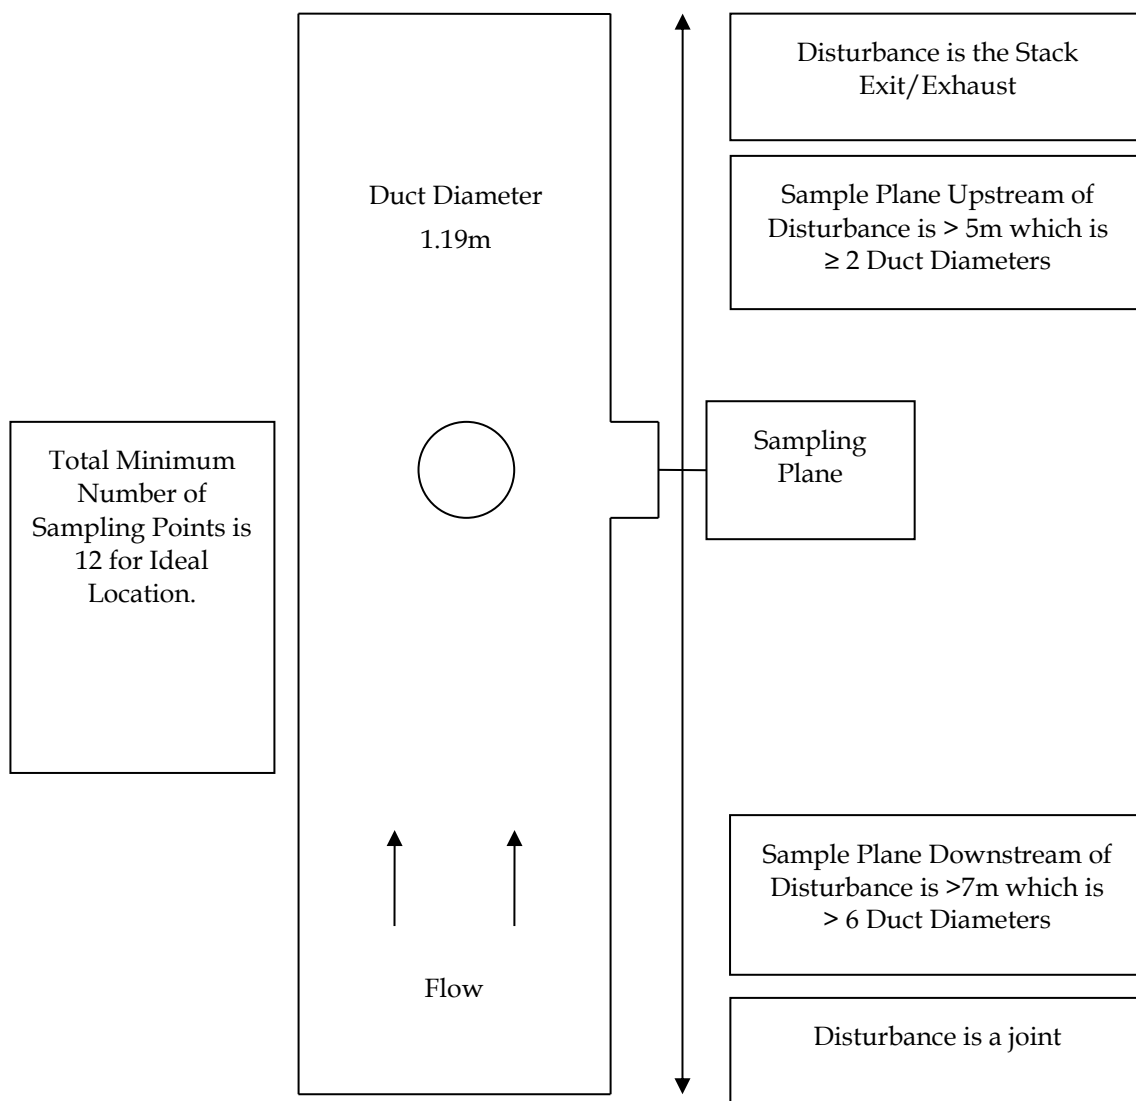 Disturbance is the Stack
Exit/Exhaust
Duct Diameter
1.19m
Sample Plane Upstream of
Disturbance is > 5m which is
≥ 2 Duct Diameters
Total Minimum
Number of
Sampling Points is
12 for Ideal
Location.
Sampling
Plane
Sample Plane Downstream of
Disturbance is >7m which is
> 6 Duct Diameters
Flow
Disturbance is a joint